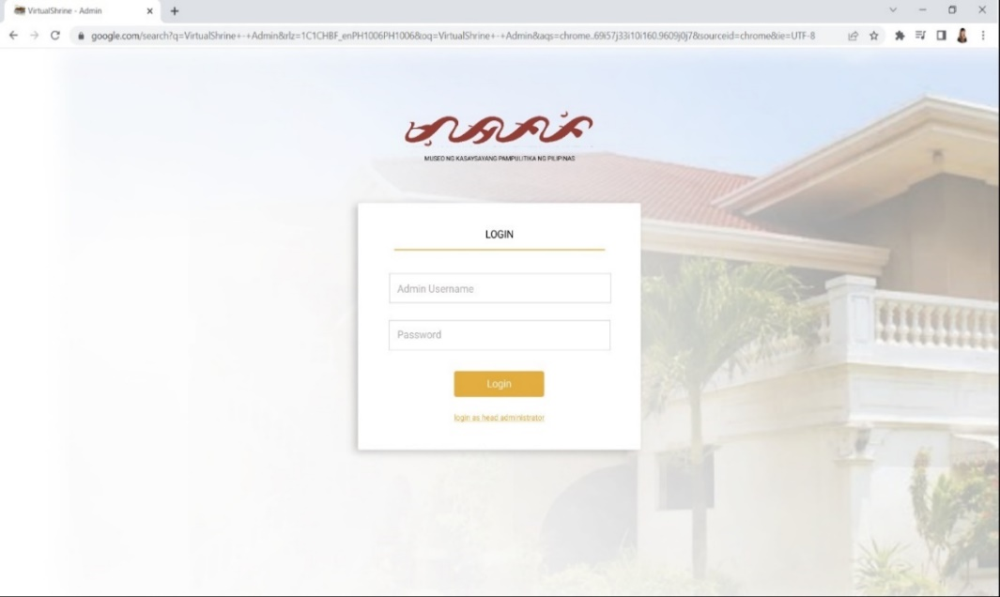 VirtualShrine - Admin
google.com/search?q=VirtualShrine+-+Admin&rlz=1C1CHBF_enPH1006PH1006&oq=VirtualShrine+-+Admin&aqs=chrome..69i57j33i10i160.9609j0j7&sourceid=chrome&ie=UTF-8
MUSEO NG KASAYSAYANG PAMPULITIKA NG PILIPINAS
LOGIN
Admin Username
Password
Login
login as head administrator